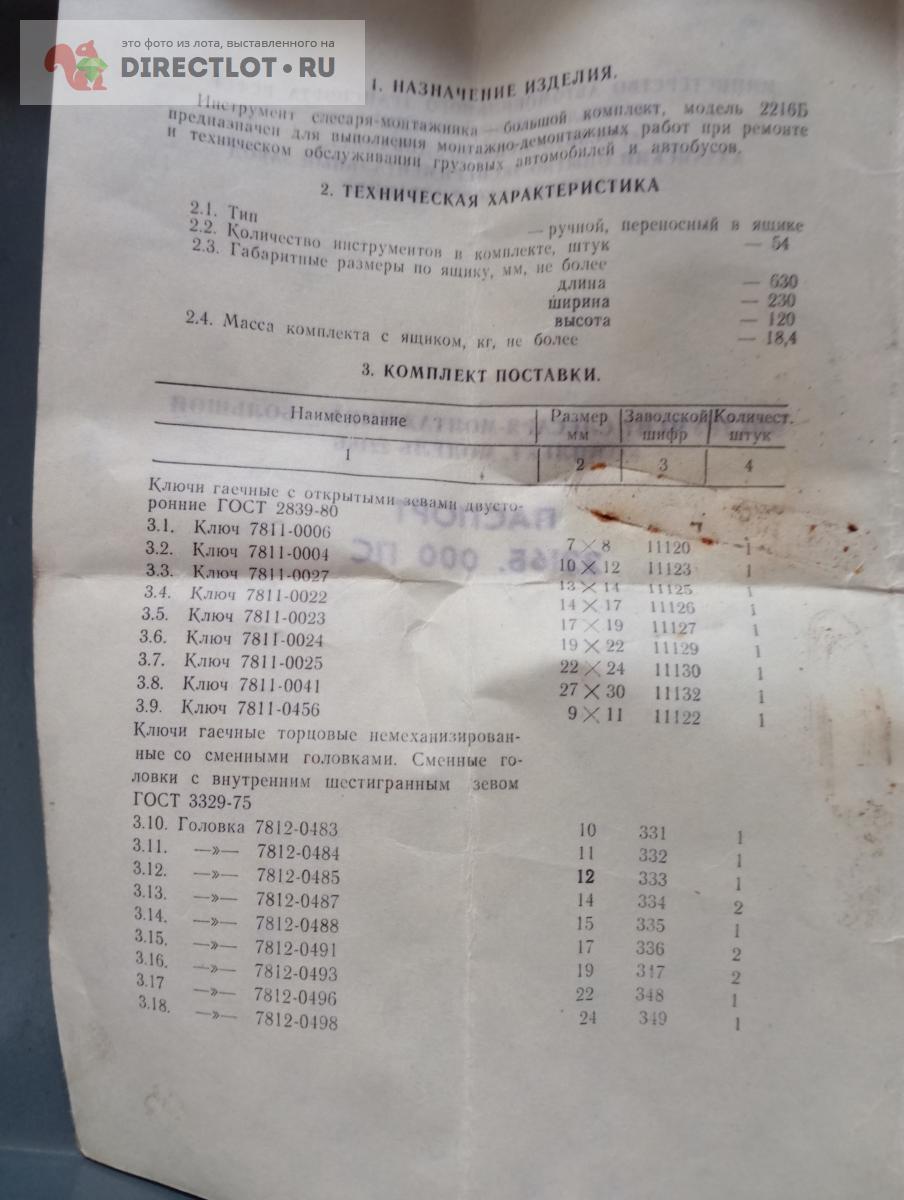 это фото из лота, выставленного на
DIRECTLOT.RU
1. НАЗНАЧЕНИЕ ИЗДЕЛИЯ.
Инструмент слесаря-монтажника — большой комплект, модель 2216Б
предназначен для выполнения монтажно-демонтажных работ при ремонте
и техническом обслуживании грузовых автомобилей и автобусов.
2. ТЕХНИЧЕСКАЯ ХАРАКТЕРИСТИКА
2.1. Тип — ручной, переносный в ящике
2.2. Количество инструментов в комплекте, штук — 54
2.3. Габаритные размеры по ящику, мм, не более
длина — 630
ширина — 230
высота — 120
2.4. Масса комплекта с ящиком, кг, не более — 18,4
3. КОМПЛЕКТ ПОСТАВКИ.
Наименование Размер мм Заводской шифр Количест. штук
1 2 3 4
Ключи гаечные с открытыми зевами двусто-
ронние ГОСТ 2839-80
3.1. Ключ 7811-0006 7×8 11120 1
3.2. Ключ 7811-0004 10×12 11123 1
3.3. Ключ 7811-0027 13×14 11125 1
3.4. Ключ 7811-0022 14×17 11126 1
3.5. Ключ 7811-0023 17×19 11127 1
3.6. Ключ 7811-0024 19×22 11129 1
3.7. Ключ 7811-0025 22×24 11130 1
3.8. Ключ 7811-0041 27×30 11132 1
3.9. Ключ 7811-0456 9×11 11122 1
Ключи гаечные торцовые немеханизирован-
ные со сменными головками. Сменные го-
ловки с внутренним шестигранным зевом
ГОСТ 3329-75
3.10. Головка 7812-0483 10 331 1
3.11. —»— 7812-0484 11 332 1
3.12. —»— 7812-0485 12 333 1
3.13. —»— 7812-0487 14 334 2
3.14. —»— 7812-0488 15 335 1
3.15. —»— 7812-0491 17 336 2
3.16. —»— 7812-0493 19 347 2
3.17 —»— 7812-0496 22 348 1
3.18. —»— 7812-0498 24 349 1